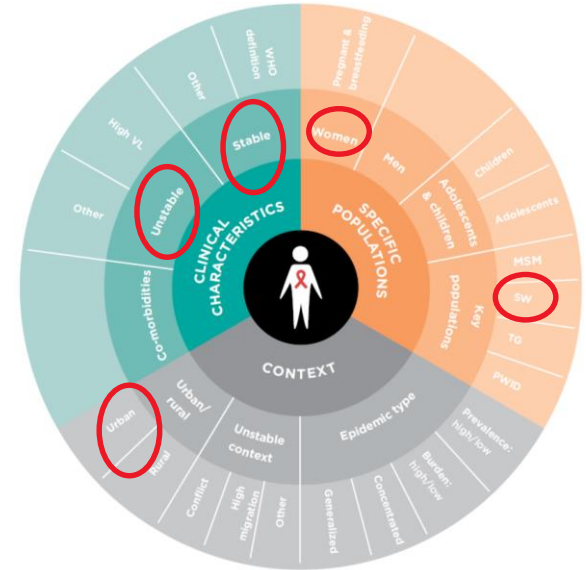 CLINICAL
CHARACTERISTICS
Stable
WHO
definition
Other
Unstable
High VL
Other
Co-morbidities
SPECIFIC
POPULATIONS
Women
Pregnant &
breastfeeding
Men
Adolescents
& children
Children
Adolescents
Key
populations
MSM
SW
TG
PWID
CONTEXT
Urban/
rural
Urban
Rural
Unstable
context
Conflict
High
migration
Other
Epidemic type
Generalized
Concentrated
Burden:
high/low
Prevalence:
high/low